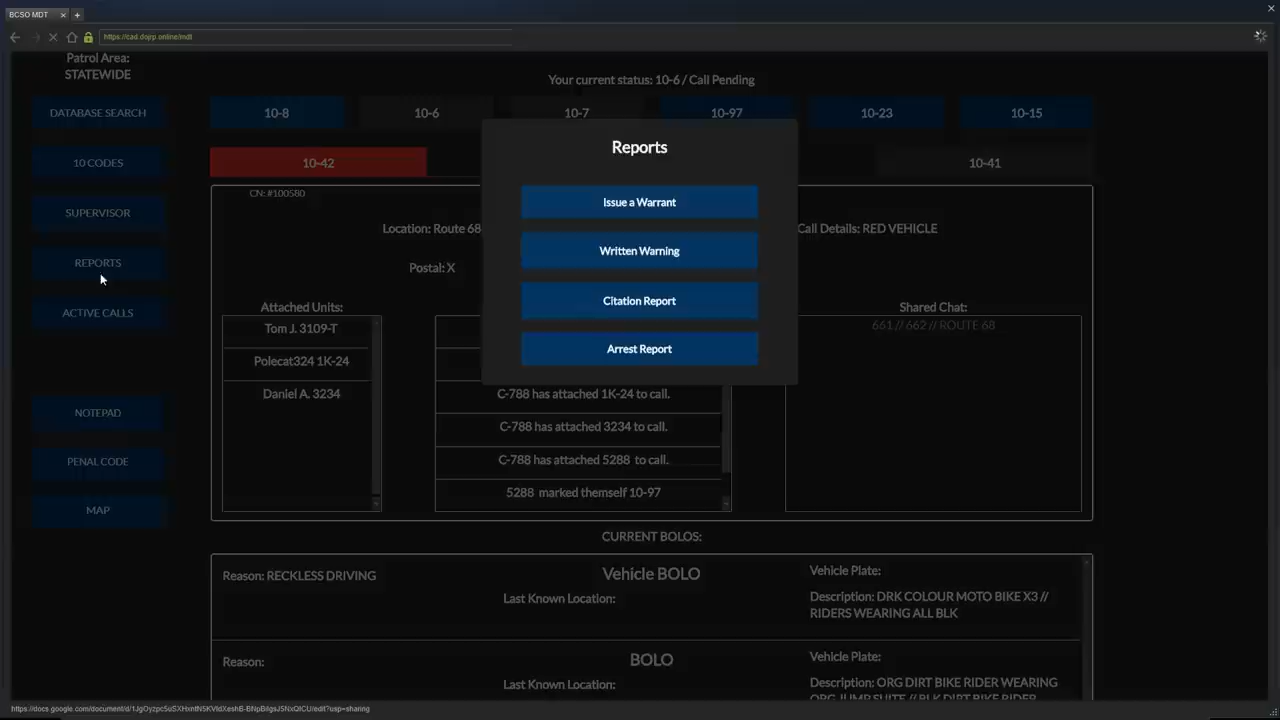 BCSO MDT
https://cad.dojrp.online/mdt
Patrol Area:
STATEWIDE
Your current status: 10-6 / Call Pending
DATABASE SEARCH
10 CODES
SUPERVISOR
REPORTS
ACTIVE CALLS
NOTEPAD
PENAL CODE
MAP
10-8
10-6
10-7
10-97
10-23
10-15
10-42
10-41
Reports
Issue a Warrant
Written Warning
Citation Report
Arrest Report
CN: #100580
Location: Route 68
Call Details: RED VEHICLE
Postal: X
Attached Units:
Tom J. 3109-T
Polecat324 1K-24
Daniel A. 3234
C-788 has attached 1K-24 to call.
C-788 has attached 3234 to call.
C-788 has attached 5288 to call.
5288 marked themself 10-97
Shared Chat:
661 // 662 // ROUTE 68
CURRENT BOLOS:
Reason: RECKLESS DRIVING
Vehicle BOLO
Last Known Location:
Vehicle Plate:
Description: DRK COLOUR MOTO BIKE X3 //
RIDERS WEARING ALL BLK
Reason:
BOLO
Last Known Location:
Vehicle Plate:
Description: ORG DIRT BIKE RIDER WEARING
ORG JUMP SUITE // BLK DIRT BIKE RIDER